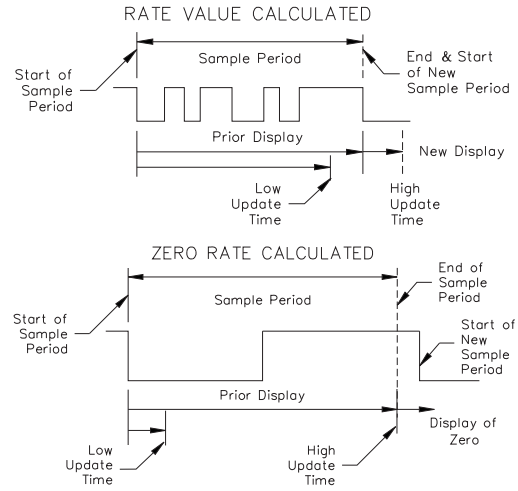 RATE VALUE CALCULATED
Start of
Sample
Period
Sample Period
End & Start
of New
Sample Period
Prior Display
New Display
Low
Update
Time
High
Update
Time
ZERO RATE CALCULATED
Start of
Sample
Period
Sample Period
End of
Sample
Period
Start of
New
Sample
Period
Prior Display
Display of
Zero
Low
Update
Time
High
Update
Time